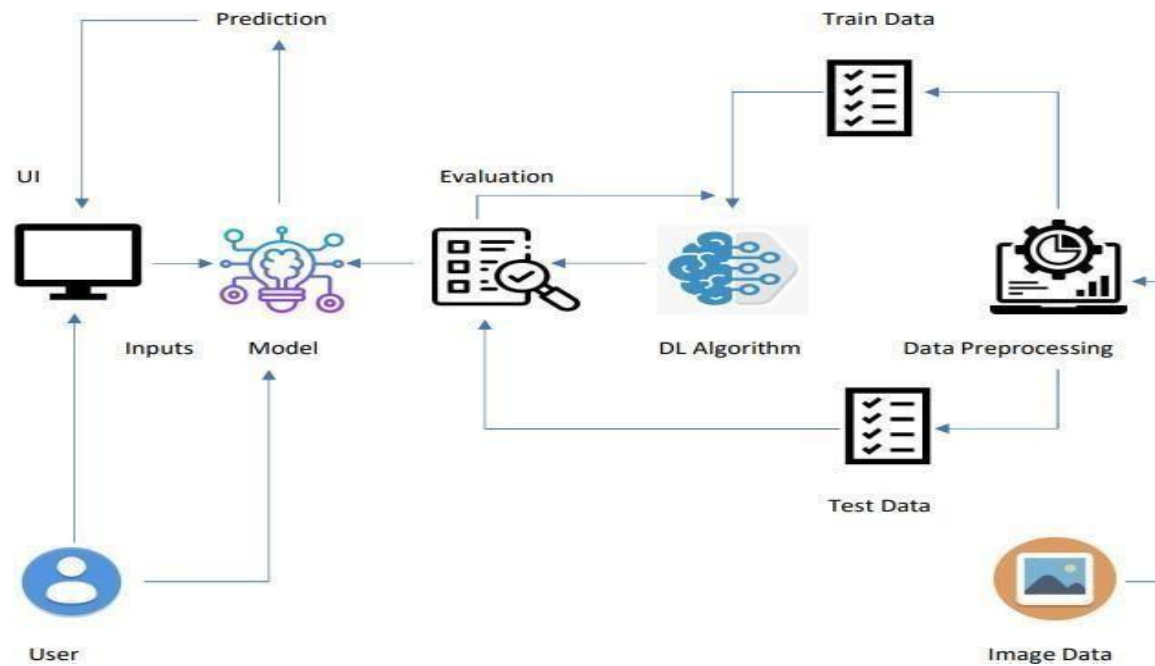 Prediction
Train Data
UI
Evaluation
Inputs
Model
DL Algorithm
Data Preprocessing
Test Data
User
Image Data